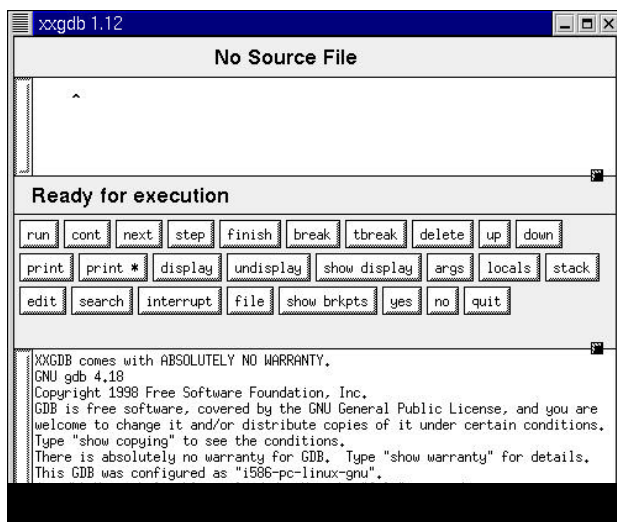 xxgdb 1.12
No Source File
^
Ready for execution
run cont next step finish break tbreak delete up down
print print * display undisplay show display args locals stack
edit search interrupt file show brkpts yes no quit
XXGDB comes with ABSOLUTELY NO WARRANTY.
GNU gdb 4.18
Copyright 1998 Free Software Foundation, Inc.
GDB is free software, covered by the GNU General Public License, and you are
welcome to change it and/or distribute copies of it under certain conditions.
Type "show copying" to see the conditions.
There is absolutely no warranty for GDB.  Type "show warranty" for details.
This GDB was configured as "i586-pc-linux-gnu".